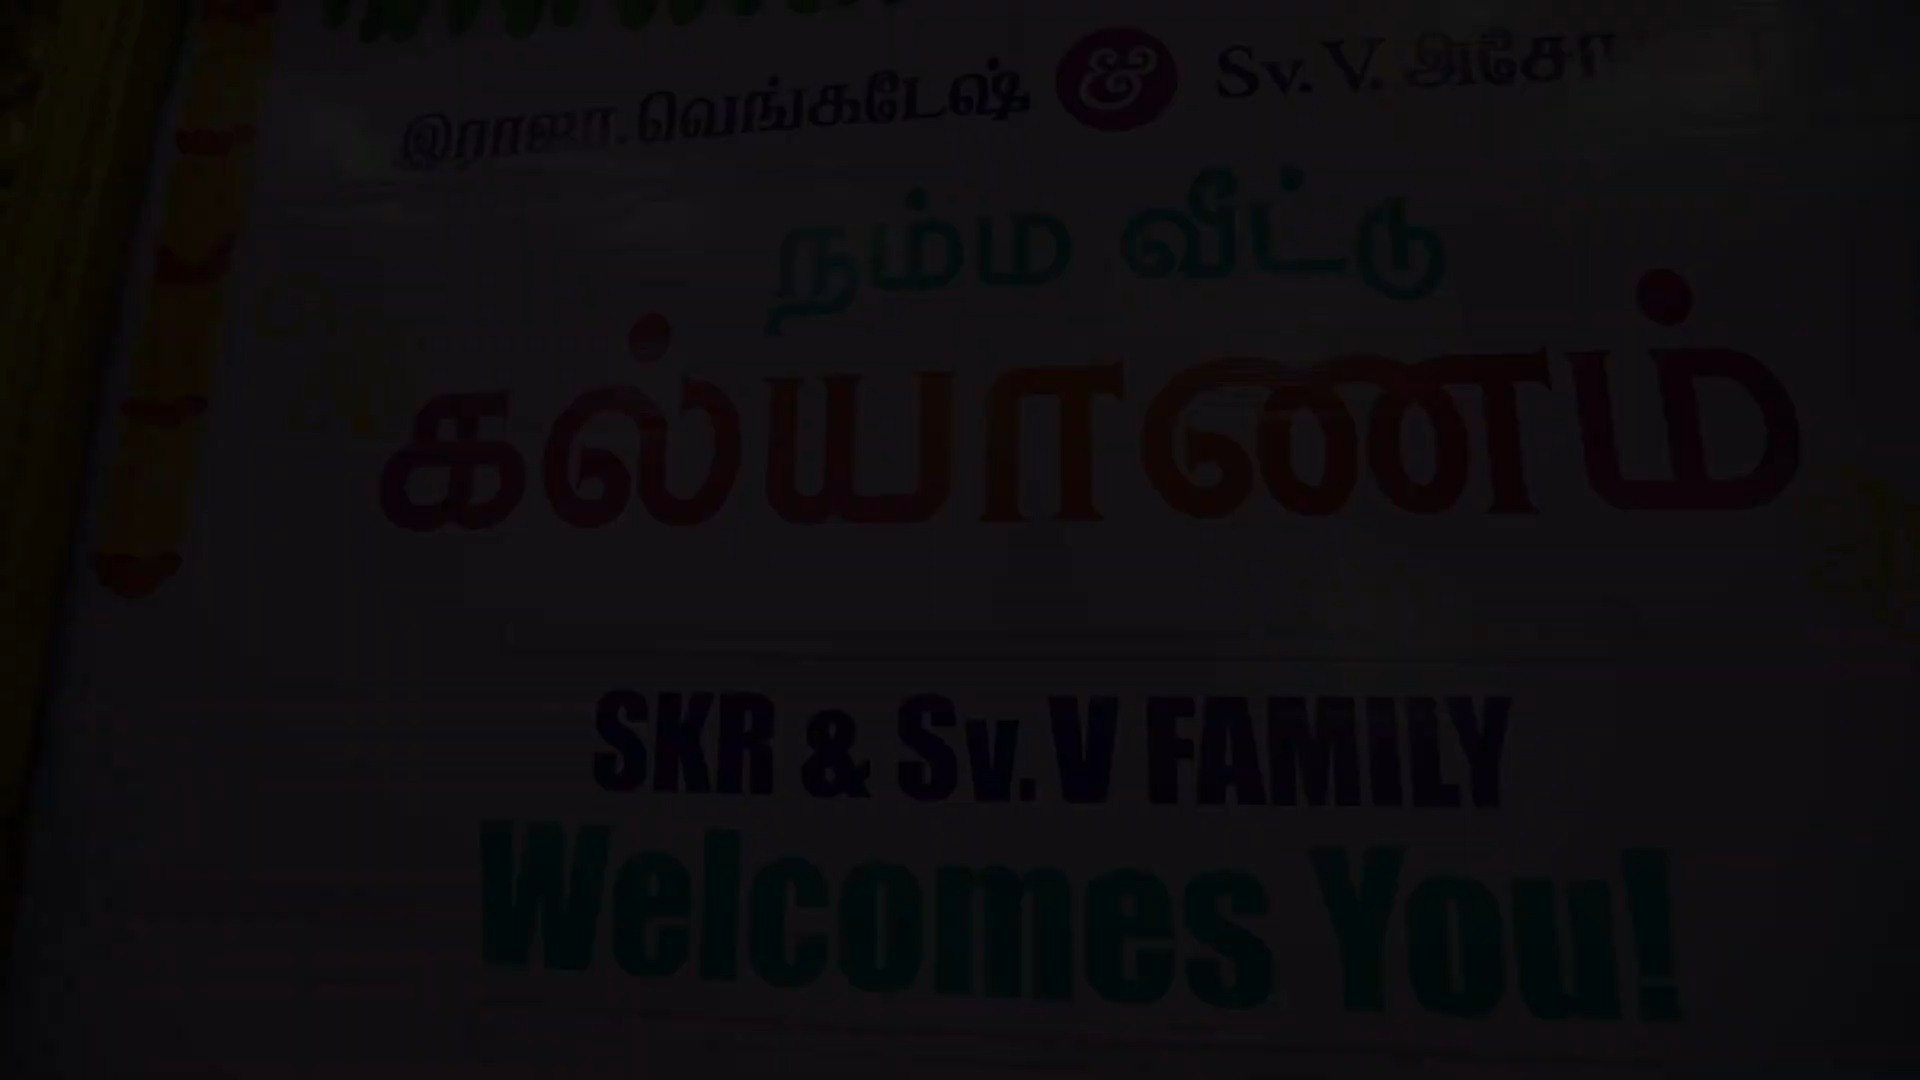 இராஜா.வெங்கடேஷ் & Sv. V. அசோ
நம்ம வீட்டு
கல்யாணம்
SKR & Sv. V FAMILY
Welcomes You!